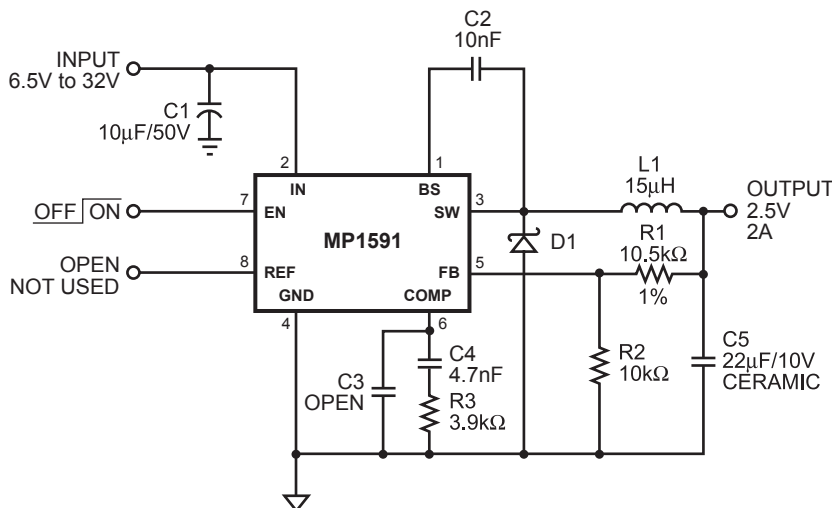 C2
10nF
INPUT
6.5V to 32V
C1
10µF/50V
2
1
IN
BS
L1
15µH
OUTPUT
2.5V
2A
7
3
OFF ON
EN
SW
MP1591
D1
R1
10.5kΩ
1%
OPEN
NOT USED
8
REF
FB
5
GND
COMP
4
6
C3
OPEN
C4
4.7nF
R3
3.9kΩ
R2
10kΩ
C5
22µF/10V
CERAMIC